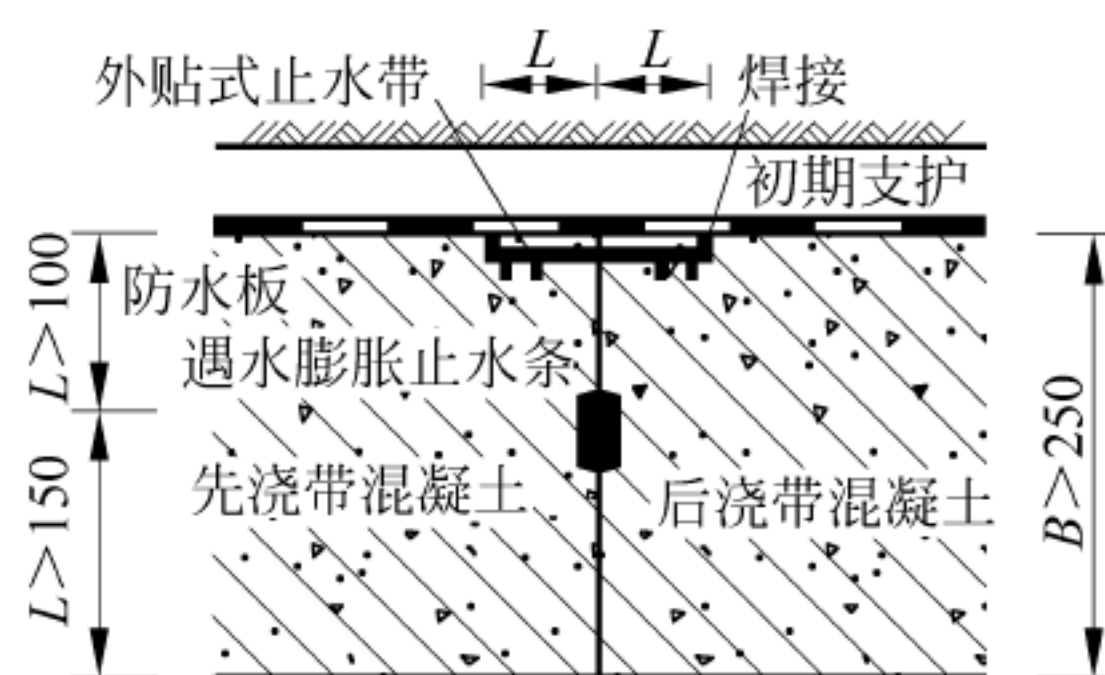 L L
外贴式止水带 焊接
初期支护
L>100
防水板
遇水膨胀止水条
L>150
先浇带混凝土
后浇带混凝土
B>250